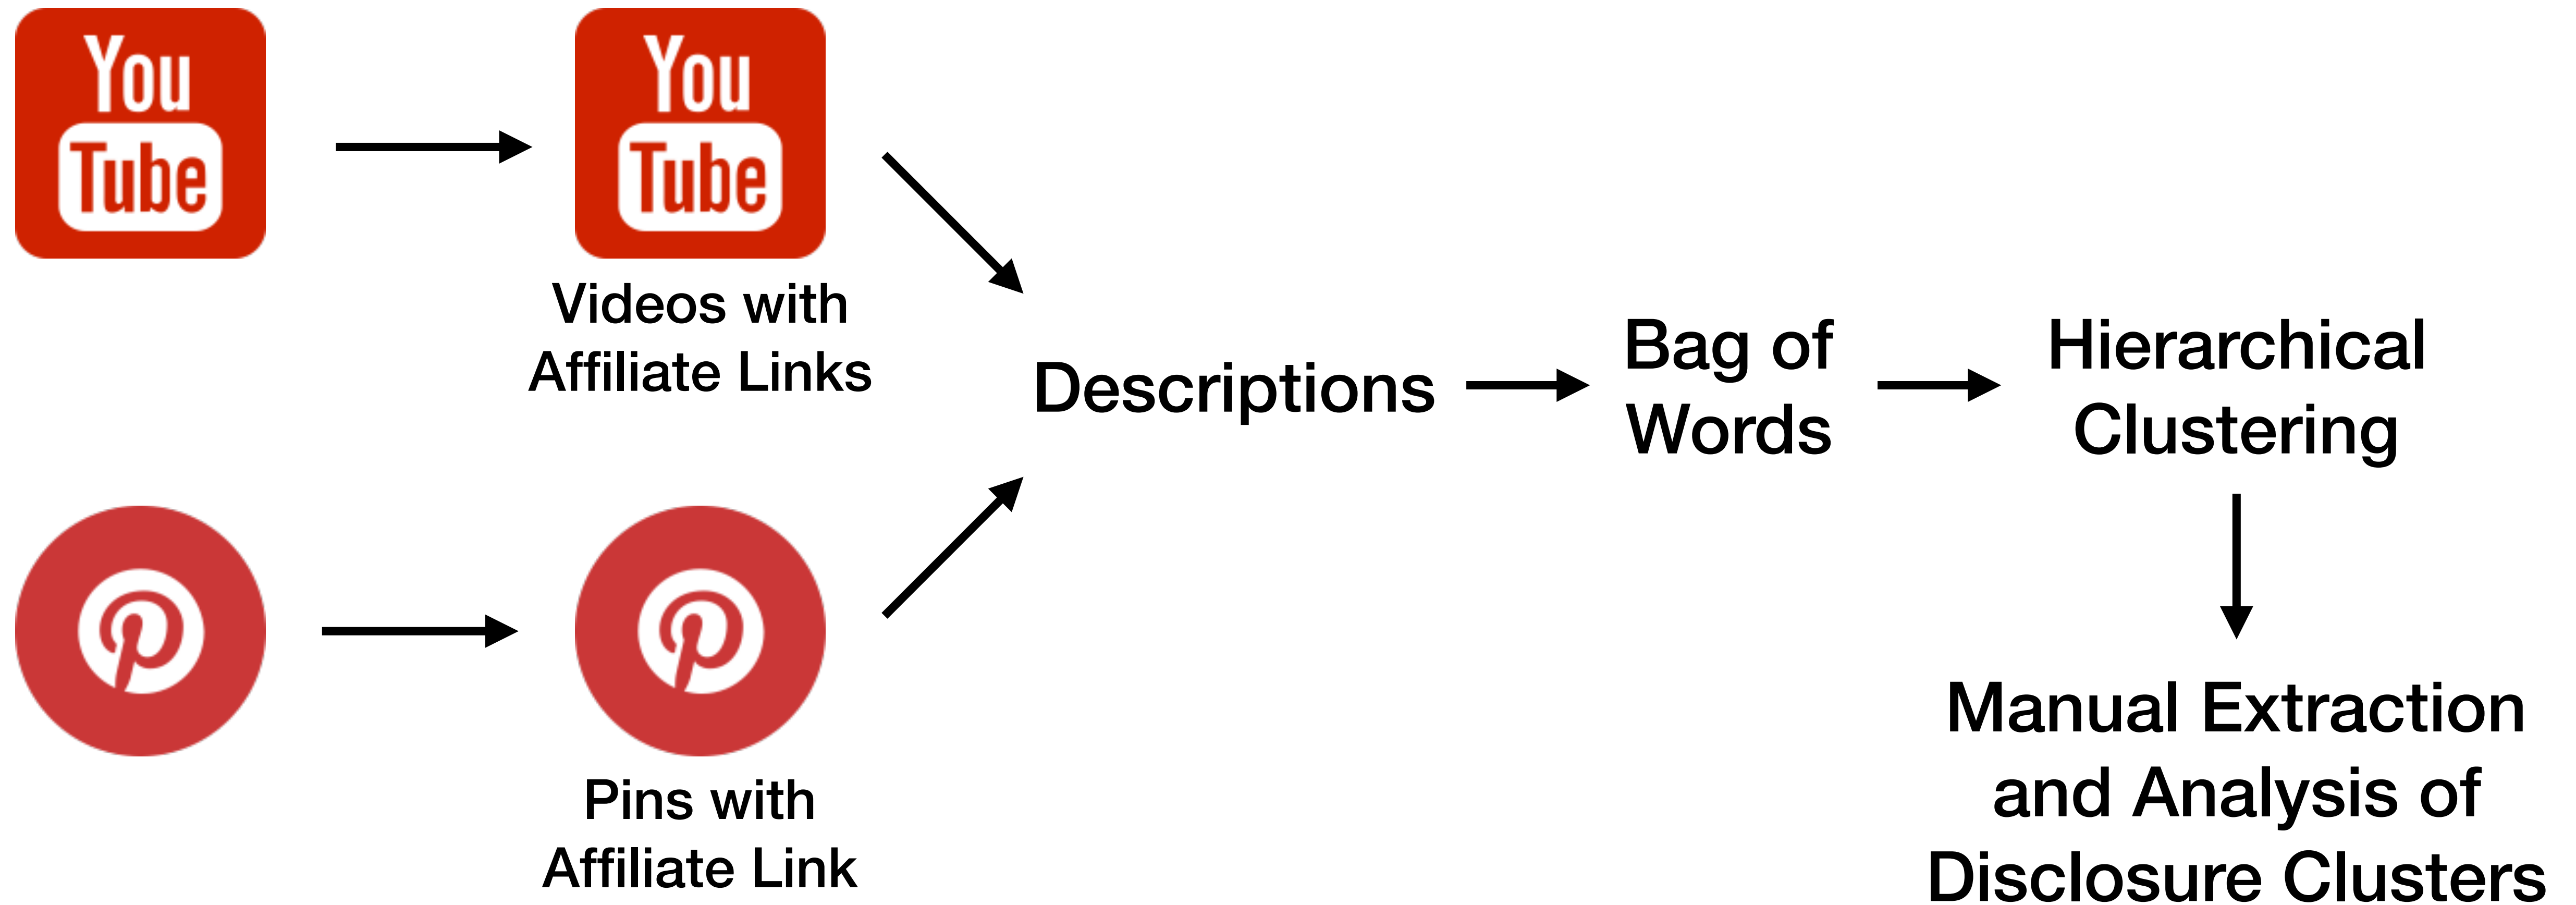 You
Tube
You
Tube
Videos with
Affiliate Links
Pins with
Affiliate Link
Descriptions
Bag of
Words
Hierarchical
Clustering
Manual Extraction
and Analysis of
Disclosure Clusters